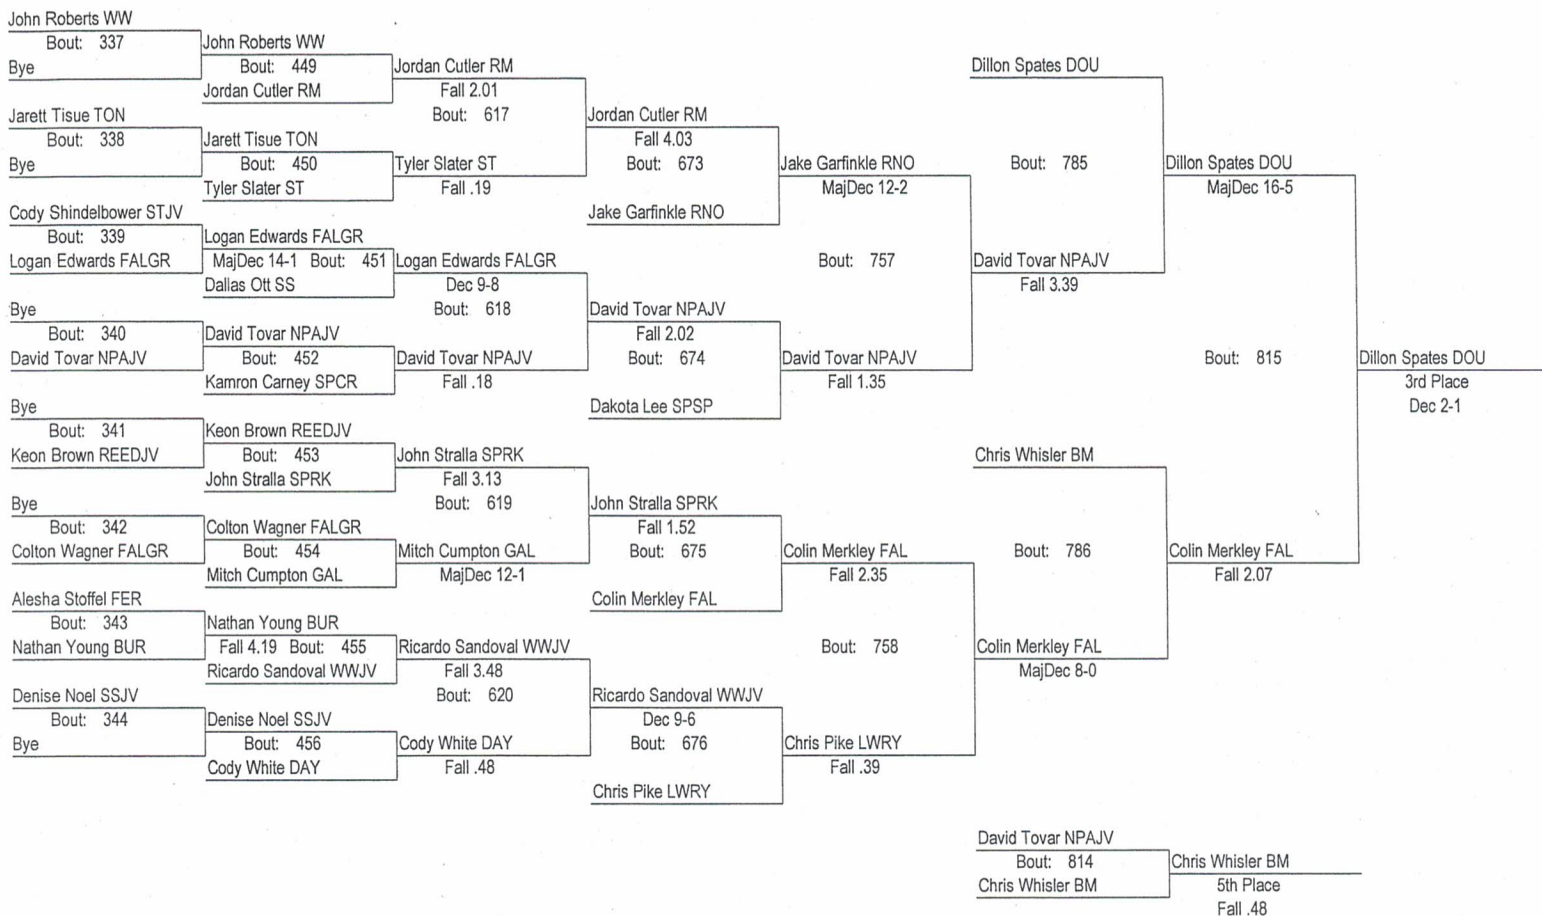 John Roberts WW
Bout: 337
Bye
Jarett Tisue TON
Bout: 338
Bye
Cody Shindelbower STJV
Bout: 339
Logan Edwards FALGR
Bye
Bout: 340
David Tovar NPAJV
Bye
Bout: 341
Keon Brown REEDJV
Bye
Bout: 342
Colton Wagner FALGR
Alesha Stoffel FER
Bout: 343
Nathan Young BUR
Denise Noel SSJV
Bout: 344
Bye
John Roberts WW
Bout: 449
Jordan Cutler RM
Jarett Tisue TON
Bout: 450
Tyler Slater ST
Logan Edwards FALGR
MajDec 14-1 Bout: 451
Dallas Ott SS
David Tovar NPAJV
Bout: 452
Kamron Carney SPCR
Keon Brown REEDJV
Bout: 453
John Stralla SPRK
Colton Wagner FALGR
Bout: 454
Mitch Cumpton GAL
Nathan Young BUR
Fall 4.19 Bout: 455
Ricardo Sandoval WWJV
Denise Noel SSJV
Bout: 456
Cody White DAY
Jordan Cutler RM
Fall 2.01
Bout: 617
Tyler Slater ST
Fall .19
Logan Edwards FALGR
Dec 9-8
Bout: 618
David Tovar NPAJV
Fall .18
John Stralla SPRK
Fall 3.13
Bout: 619
Mitch Cumpton GAL
MajDec 12-1
Ricardo Sandoval WWJV
Fall 3.48
Bout: 620
Cody White DAY
Fall .48
Jordan Cutler RM
Fall 4.03
Bout: 673
Jake Garfinkle RNO
David Tovar NPAJV
Fall 2.02
Bout: 674
Dakota Lee SPSP
John Stralla SPRK
Fall 1.52
Bout: 675
Colin Merkley FAL
Ricardo Sandoval WWJV
Dec 9-6
Bout: 676
Chris Pike LWRY
Jake Garfinkle RNO
MajDec 12-2
Bout: 757
David Tovar NPAJV
Fall 1.35
Colin Merkley FAL
Fall 2.35
Bout: 758
Chris Pike LWRY
Fall .39
Dillon Spates DOU
Bout: 785
David Tovar NPAJV
Fall 3.39
Chris Whisler BM
Bout: 786
Colin Merkley FAL
MajDec 8-0
Dillon Spates DOU
MajDec 16-5
Bout: 815
Colin Merkley FAL
Fall 2.07
Dillon Spates DOU
3rd Place
Dec 2-1
David Tovar NPAJV
Bout: 814
Chris Whisler BM
Chris Whisler BM
5th Place
Fall .48